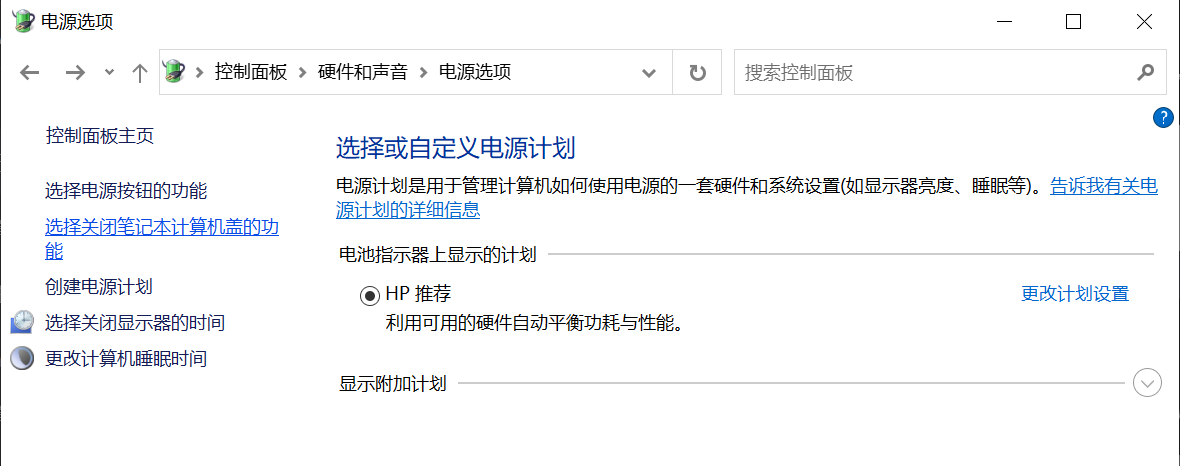 电源选项
控制面板 硬件和声音 电源选项
搜索控制面板
控制面板主页
选择电源按钮的功能
选择关闭笔记本计算机盖的功
能
创建电源计划
选择关闭显示器的时间
更改计算机睡眠时间
选择或自定义电源计划
电源计划是用于管理计算机如何使用电源的一套硬件和系统设置(如显示器亮度、睡眠等)。告诉我有关电
源计划的详细信息
电池指示器上显示的计划
HP 推荐
更改计划设置
利用可用的硬件自动平衡功耗与性能。
显示附加计划